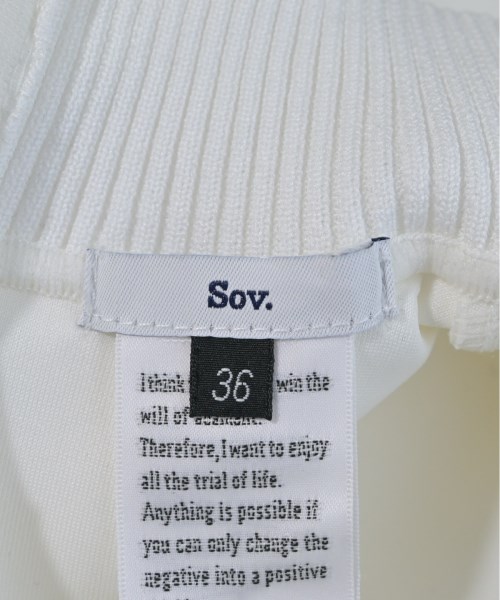 Sov.
36
I think win the
will of
Therefore, I want to enjoy
all the trial of life.
Anything is possible if
you can only change the
negative into a positive